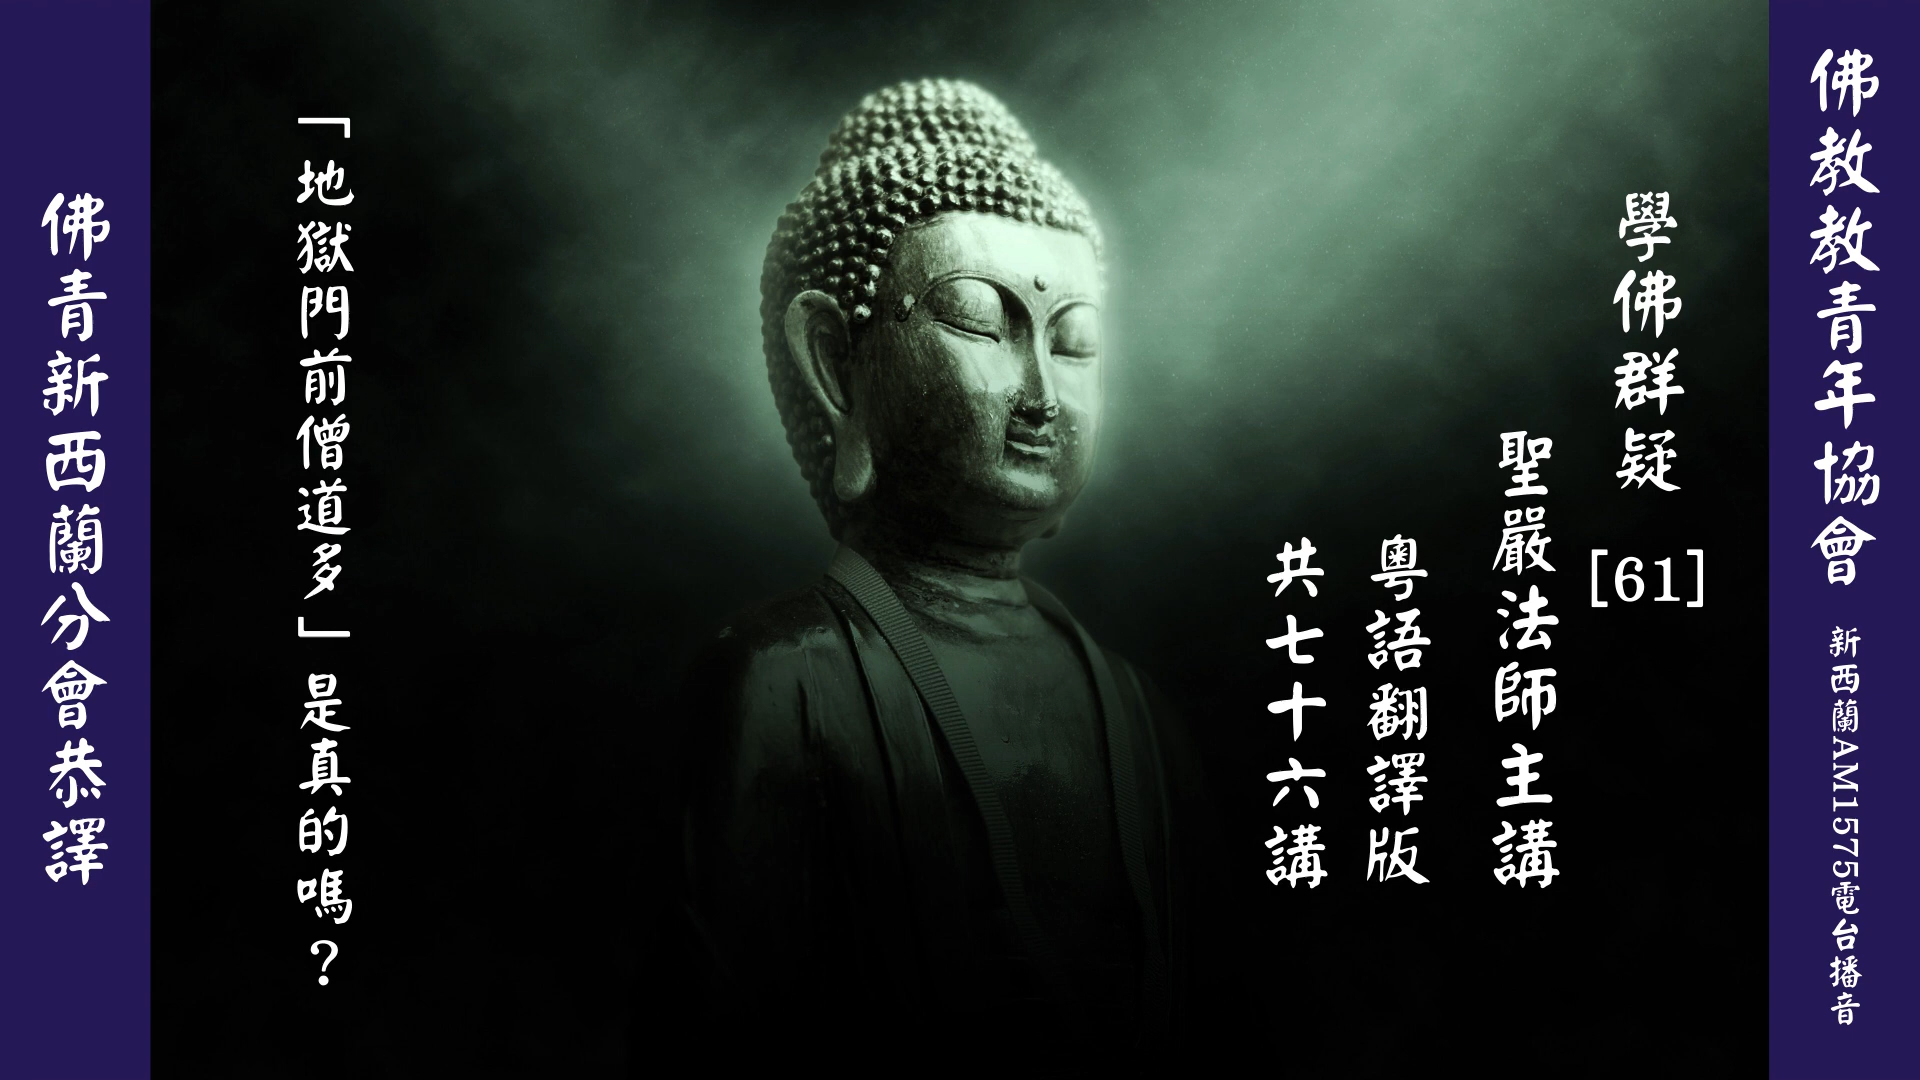 佛教教青年協會 新西蘭AM1575電台播音
學佛群疑 [61]
聖嚴法師主講
粵語翻譯版
共七十六講
「地獄門前僧道多」是真的嗎？
佛青新西蘭分會恭譯